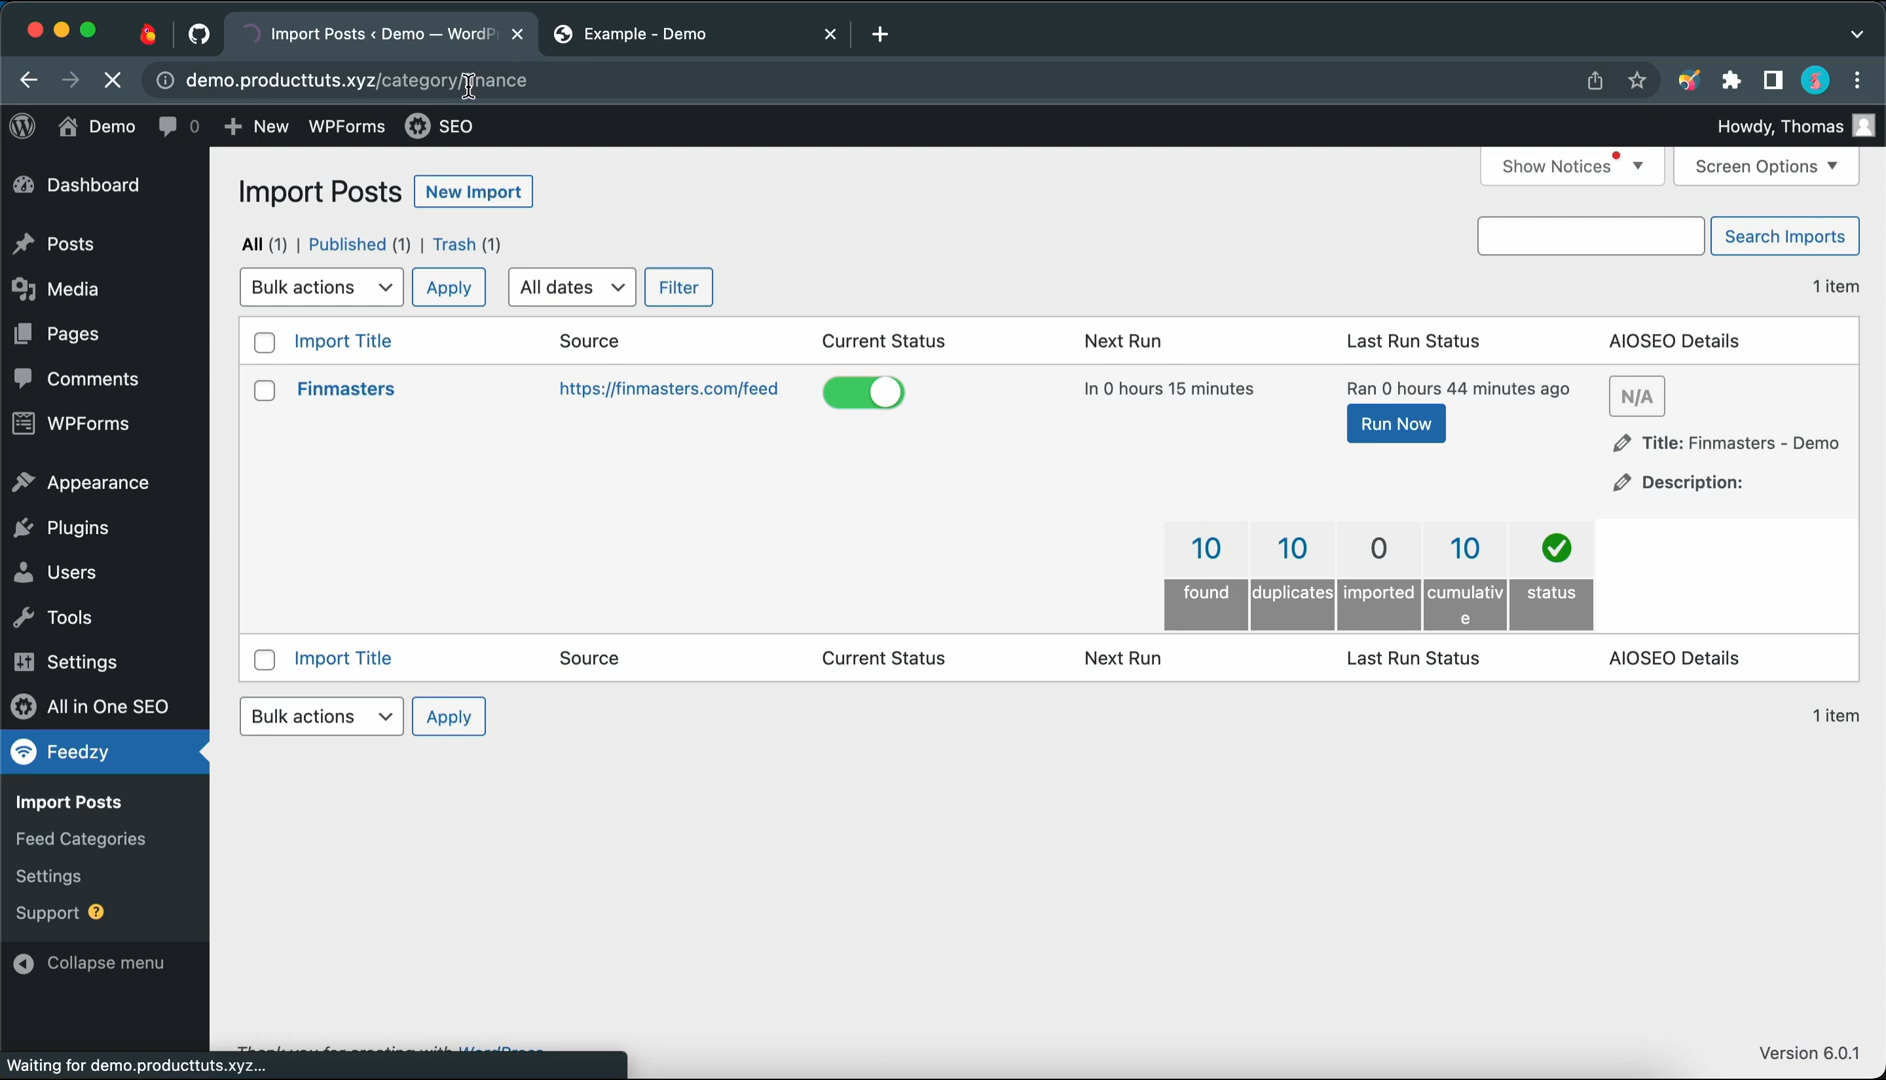 Import Posts ‹ Demo — WordPr
Example - Demo
demo.producttuts.xyz/category/finance
Demo
0
New
WPForms
SEO
Howdy, Thomas
Dashboard
Posts
Media
Pages
Comments
WPForms
Appearance
Plugins
Users
Tools
Settings
All in One SEO
Feedzy
Import Posts
Feed Categories
Settings
Support ?
Collapse menu
Show Notices
Screen Options
Import Posts New Import
Search Imports
All (1) | Published (1) | Trash (1)
Bulk actions Apply All dates Filter 1 item
Import Title Source Current Status Next Run Last Run Status AIOSEO Details
Finmasters https://finmasters.com/feed In 0 hours 15 minutes Ran 0 hours 44 minutes ago N/A
Run Now
Title: Finmasters - Demo
Description:
10 10 0 10
found duplicates imported cumulativ status
e
Import Title Source Current Status Next Run Last Run Status AIOSEO Details
Bulk actions Apply 1 item
Thank you for creating with WordPress
Version 6.0.1
Waiting for demo.producttuts.xyz...